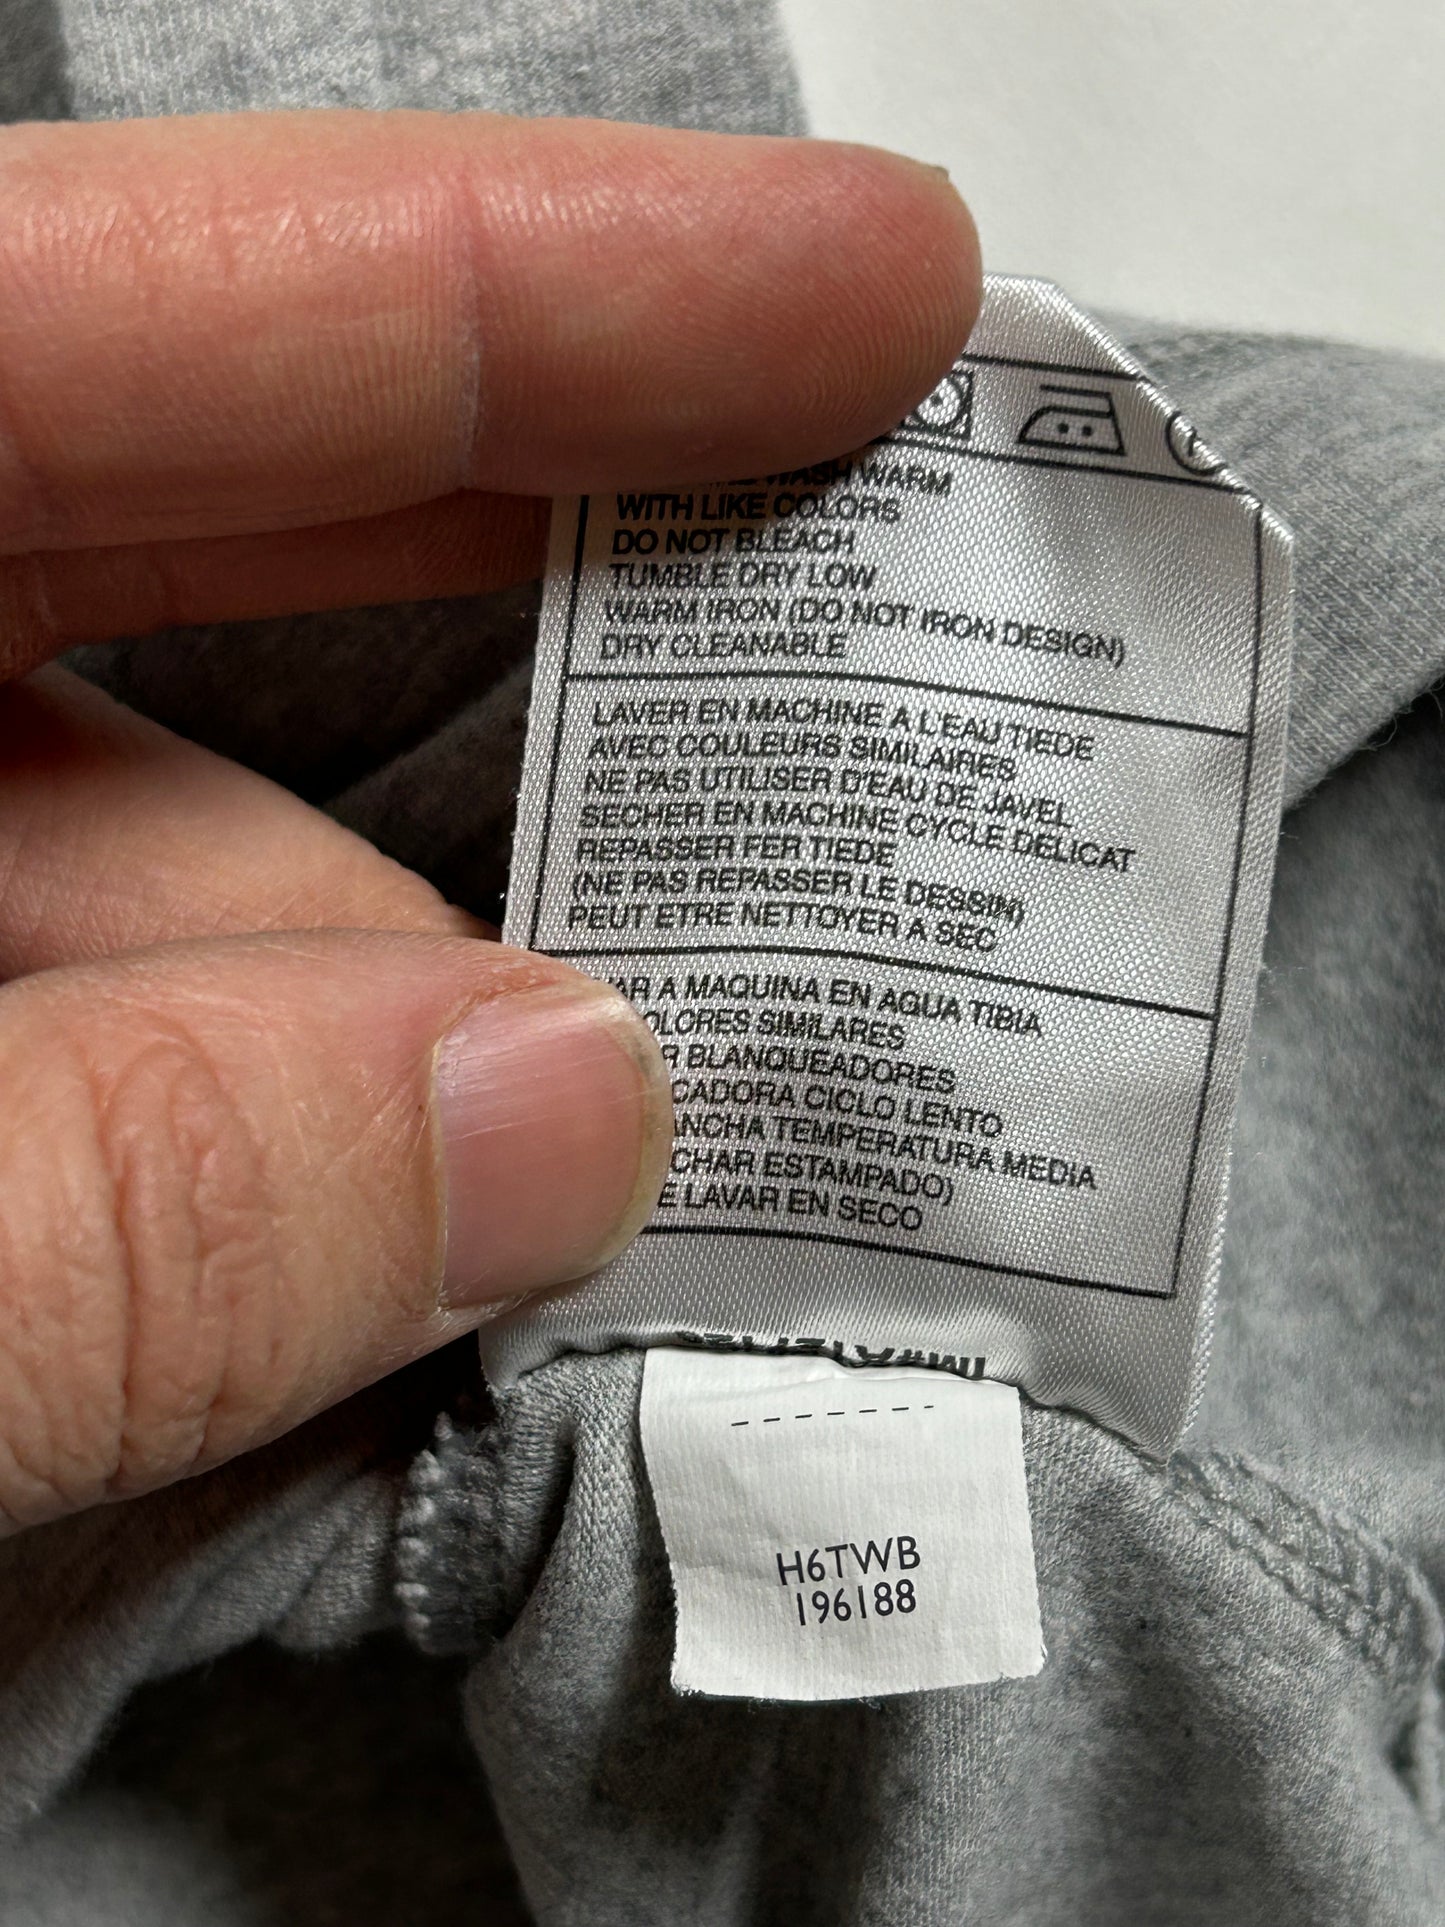 WASH WARM
WITH LIKE COLORS
DO NOT BLEACH
TUMBLE DRY LOW
WARM IRON (DO NOT IRON DESIGN)
DRY CLEANABLE
LAVER EN MACHINE A L'EAU TIEDE
AVEC COULEURS SIMILAIRES
NE PAS UTILISER D'EAU DE JAVEL
SECHER EN MACHINE CYCLE DELICAT
REPASSER FER TIEDE
(NE PAS REPASSER LE DESSIN)
PEUT ETRE NETTOYER A SEC
AR A MAQUINA EN AGUA TIBIA
OLORES SIMILARES
R BLANQUEADORES
CADORA CICLO LENTO
ANCHA TEMPERATURA MEDIA
CHAR ESTAMPADO)
E LAVAR EN SECO
H6TWB
196188